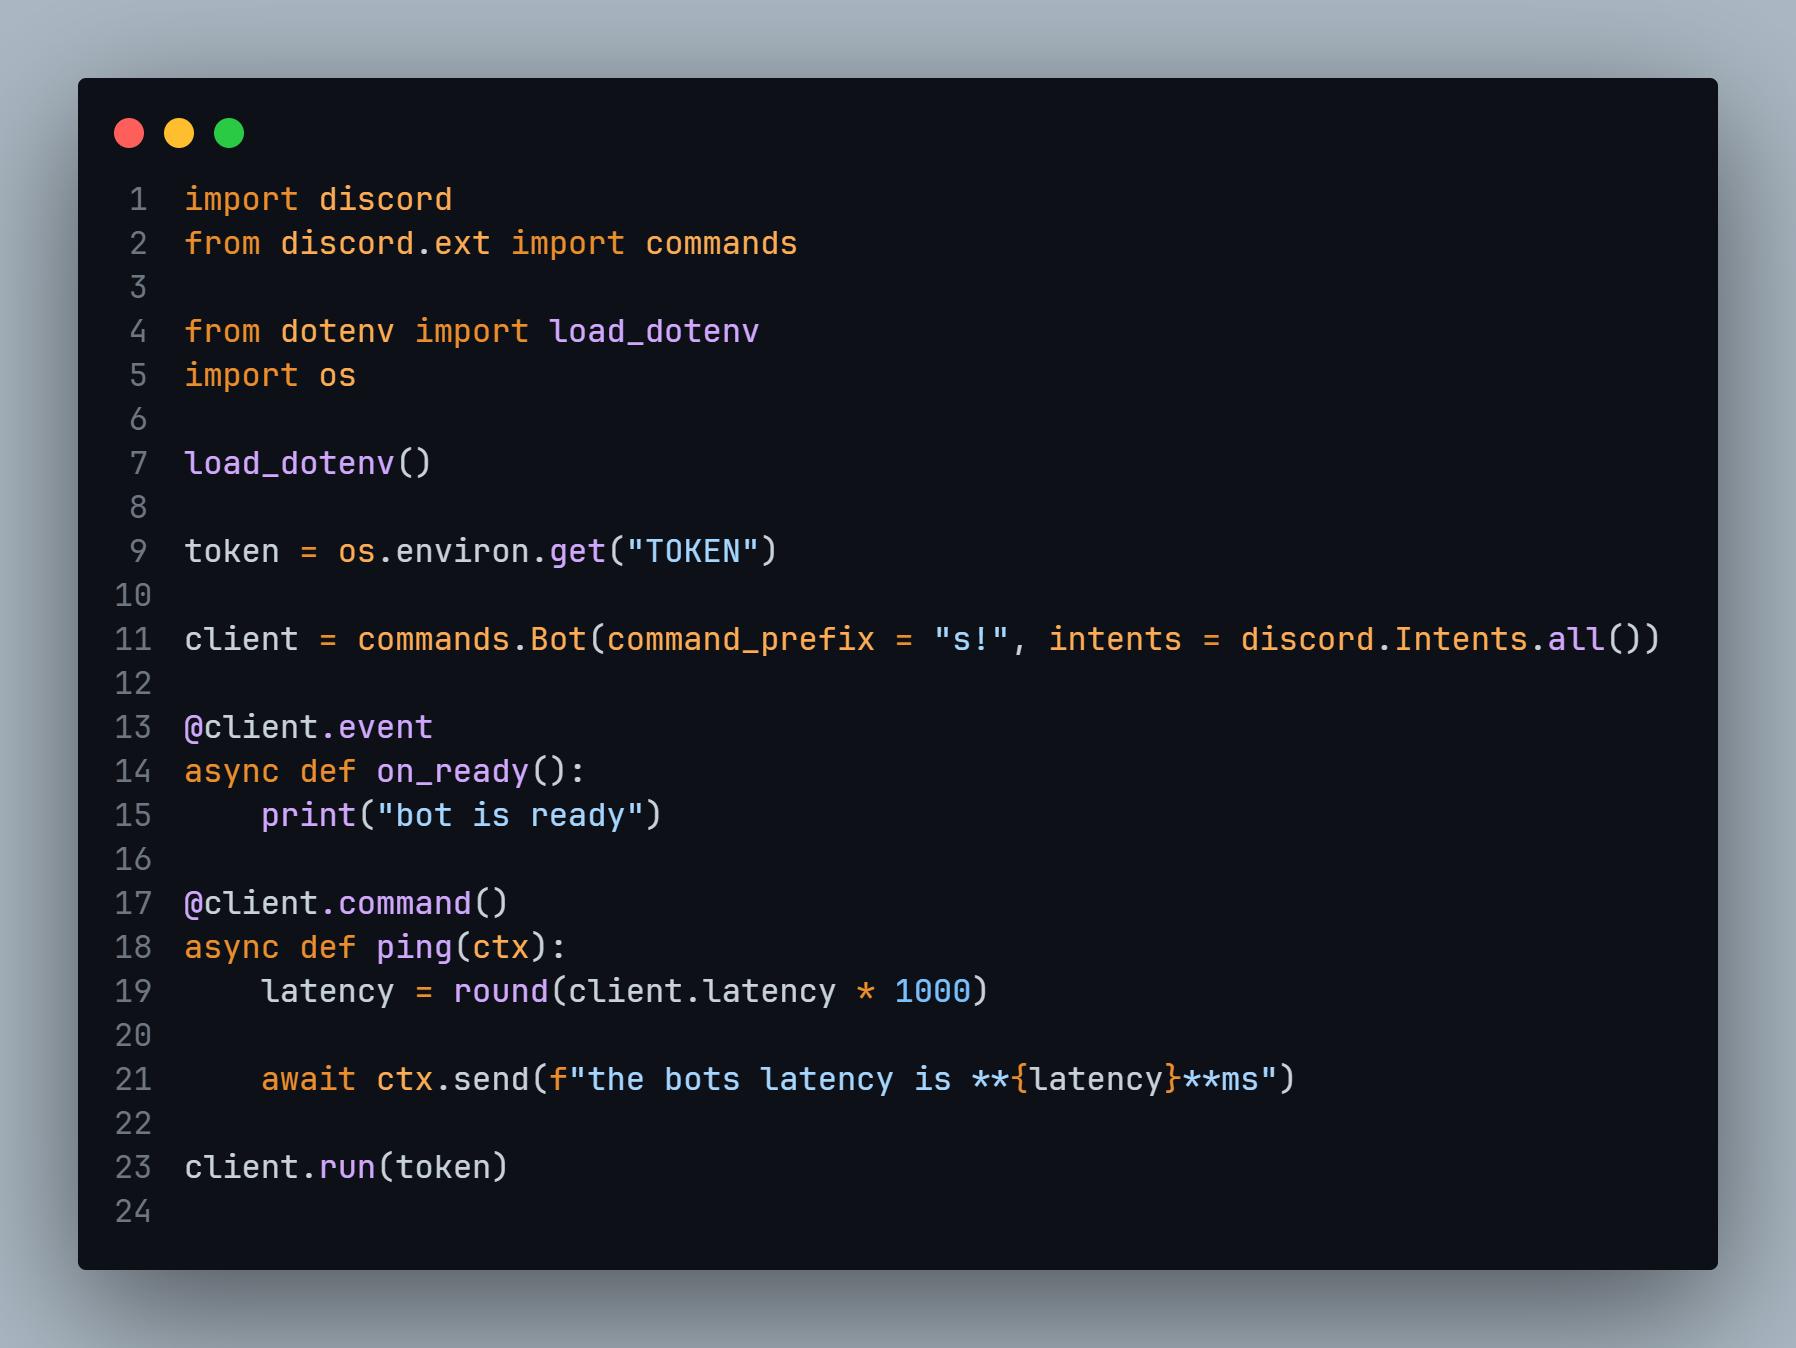 1 import discord
2 from discord.ext import commands
3
4 from dotenv import load_dotenv
5 import os
6
7 load_dotenv()
8
9 token = os.environ.get("TOKEN")
10
11 client = commands.Bot(command_prefix = "s!", intents = discord.Intents.all())
12
13 @client.event
14 async def on_ready():
15     print("bot is ready")
16
17 @client.command()
18 async def ping(ctx):
19     latency = round(client.latency * 1000)
20
21     await ctx.send(f"the bots latency is **{latency}**ms")
22
23 client.run(token)
24